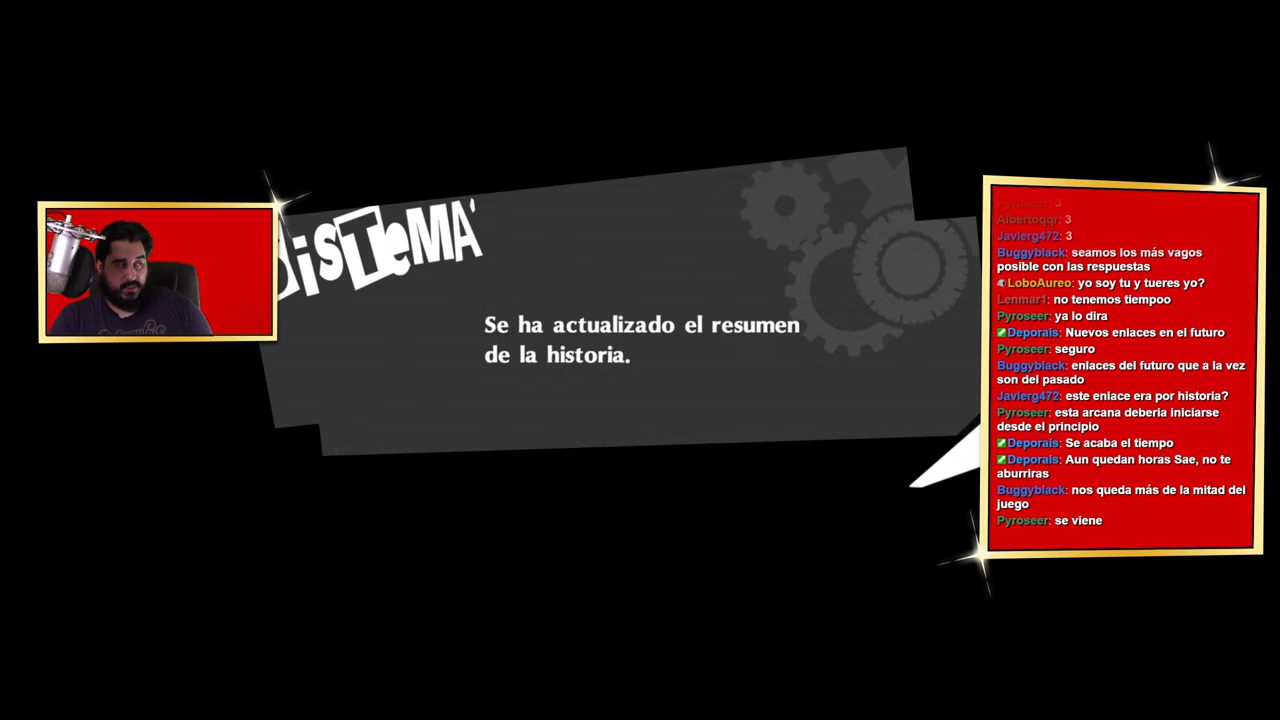 SiSTeMA
Se ha actualizado el resumen
de la historia.
Pyroseer: 3
Albertoqqr: 3
Javierg472: 3
Buggyblack: seamos los más vagos
posible con las respuestas
LoboAureo: yo soy tu y tueres yo?
Lenmar1: no tenemos tiempoo
Pyroseer: ya lo dira
Deporais: Nuevos enlaces en el futuro
Pyroseer: seguro
Buggyblack: enlaces del futuro que a la vez
son del pasado
Javierg472: este enlace era por historia?
Pyroseer: esta arcana deberia iniciarse
desde el principio
Deporais: Se acaba el tiempo
Deporais: Aun quedan horas Sae, no te
aburriras
Buggyblack: nos queda más de la mitad del
juego
Pyroseer: se viene